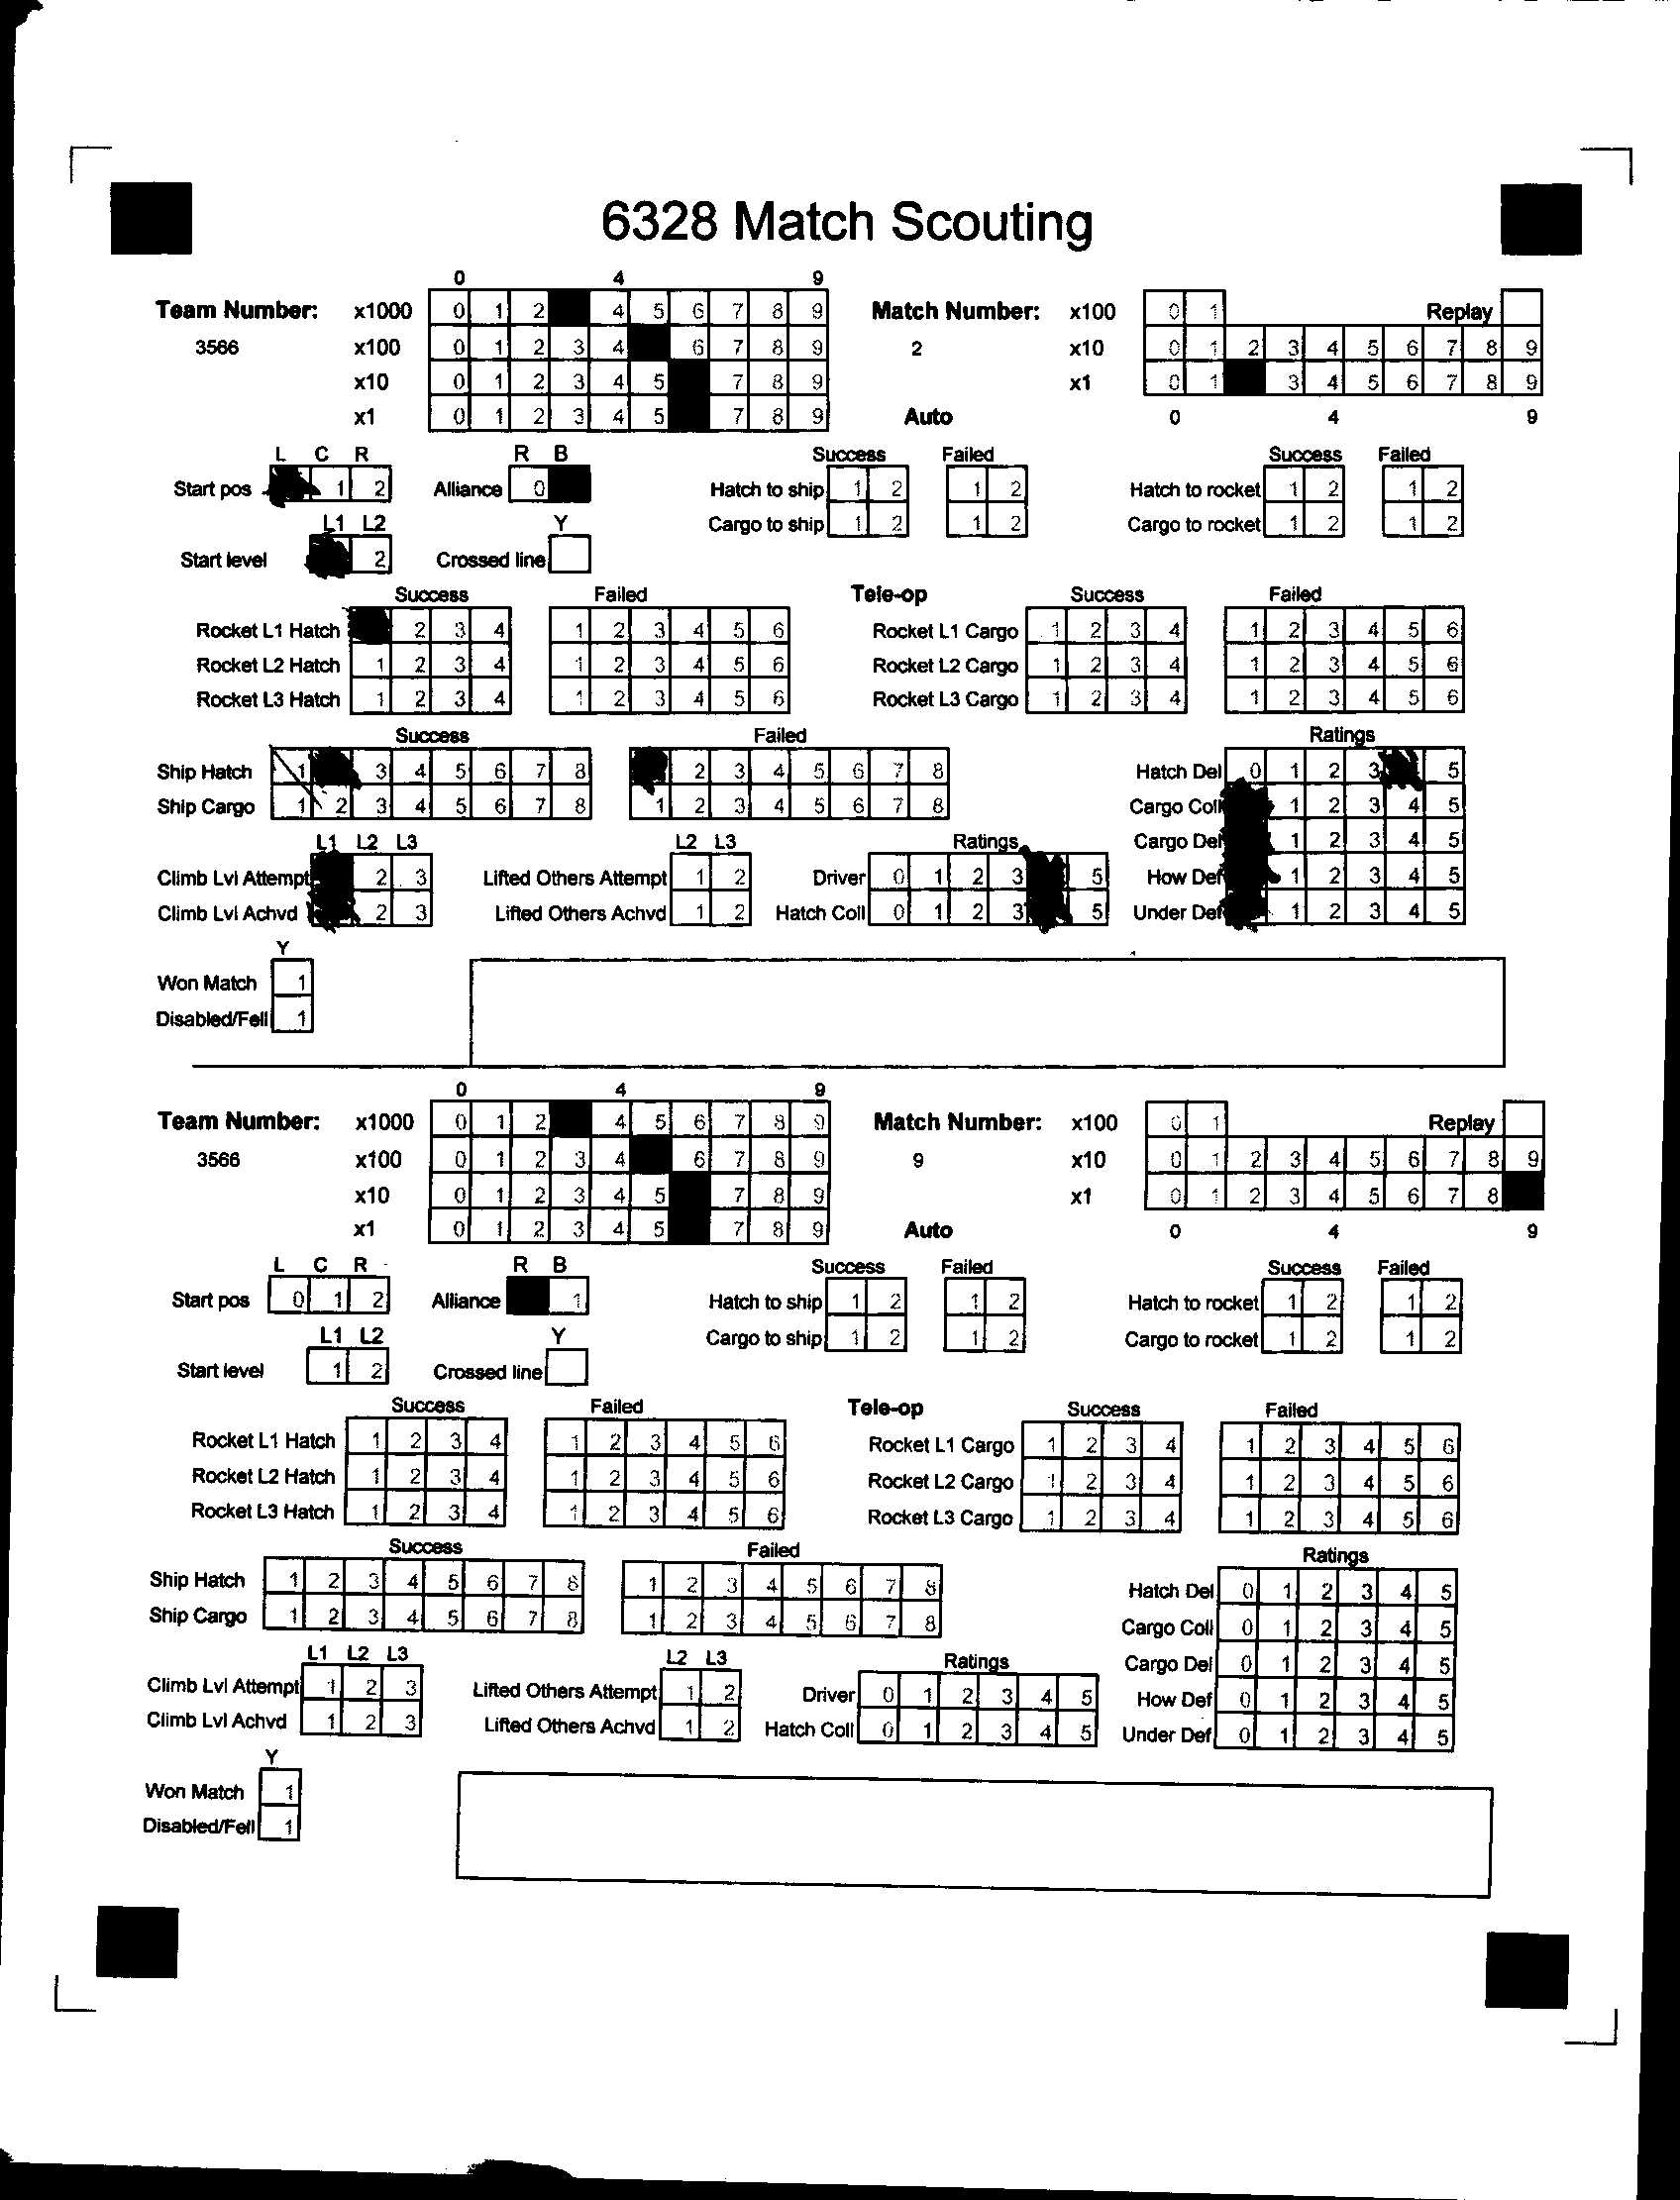 6328 Match Scouting
0 4 9
Team Number: x1000 0 1 2 4 5 6 7 8 9 Match Number: x100 0 1 Replay
3566 x100 0 1 2 3 4 6 7 8 9 2 x10 0 1 2 3 4 5 6 7 8 9
x10 0 1 2 3 4 5 7 8 9 x1 0 1 3 4 5 6 7 8 9
x1 0 1 2 3 4 5 7 8 9 Auto 0 4 9
L C R R B Success Failed Success Failed
Start pos 1 2 Alliance 0 Hatch to ship 1 2 1 2 Hatch to rocket 1 2 1 2
L1 L2 Y Cargo to ship 1 2 1 2 Cargo to rocket 1 2 1 2
Start level 2 Crossed line
Success Failed Tele-op Success Failed
Rocket L1 Hatch 2 3 4 1 2 3 4 5 6 Rocket L1 Cargo 1 2 3 4 1 2 3 4 5 6
Rocket L2 Hatch 1 2 3 4 1 2 3 4 5 6 Rocket L2 Cargo 1 2 3 4 1 2 3 4 5 6
Rocket L3 Hatch 1 2 3 4 1 2 3 4 5 6 Rocket L3 Cargo 1 2 3 4 1 2 3 4 5 6
Success Failed Ratings
Ship Hatch 1 3 4 5 6 7 8 2 3 4 5 6 7 8 Hatch Del 0 1 2 3 5
Ship Cargo 1 2 3 4 5 6 7 8 1 2 3 4 5 6 7 8 Cargo Coll 1 2 3 4 5
L1 L2 L3 L2 L3 Ratings Cargo Del 1 2 3 4 5
Climb Lvl Attempt 2 3 Lifted Others Attempt 1 2 Driver 0 1 2 3 5 How Def 1 2 3 4 5
Climb Lvl Achvd 2 3 Lifted Others Achvd 1 2 Hatch Coll 0 1 2 3 5 Under Def 1 2 3 4 5
Y
Won Match 1
Disabled/Fell 1
0 4 9
Team Number: x1000 0 1 2 4 5 6 7 8 9 Match Number: x100 0 1 Replay
3566 x100 0 1 2 3 4 6 7 8 9 9 x10 0 1 2 3 4 5 6 7 8 9
x10 0 1 2 3 4 5 7 8 9 x1 0 1 2 3 4 5 6 7 8
x1 0 1 2 3 4 5 7 8 9 Auto 0 4 9
L C R R B Success Failed Success Failed
Start pos 0 1 2 Alliance 1 Hatch to ship 1 2 1 2 Hatch to rocket 1 2 1 2
L1 L2 Y Cargo to ship 1 2 1 2 Cargo to rocket 1 2 1 2
Start level 1 2 Crossed line
Success Failed Tele-op Success Failed
Rocket L1 Hatch 1 2 3 4 1 2 3 4 5 6 Rocket L1 Cargo 1 2 3 4 1 2 3 4 5 6
Rocket L2 Hatch 1 2 3 4 1 2 3 4 5 6 Rocket L2 Cargo 1 2 3 4 1 2 3 4 5 6
Rocket L3 Hatch 1 2 3 4 1 2 3 4 5 6 Rocket L3 Cargo 1 2 3 4 1 2 3 4 5 6
Success Failed Ratings
Ship Hatch 1 2 3 4 5 6 7 8 1 2 3 4 5 6 7 8 Hatch Del 0 1 2 3 4 5
Ship Cargo 1 2 3 4 5 6 7 8 1 2 3 4 5 6 7 8 Cargo Coll 0 1 2 3 4 5
L1 L2 L3 L2 L3 Ratings Cargo Del 0 1 2 3 4 5
Climb Lvl Attempt 1 2 3 Lifted Others Attempt 1 2 Driver 0 1 2 3 4 5 How Def 0 1 2 3 4 5
Climb Lvl Achvd 1 2 3 Lifted Others Achvd 1 2 Hatch Coll 0 1 2 3 4 5 Under Def 0 1 2 3 4 5
Y
Won Match 1
Disabled/Fell 1